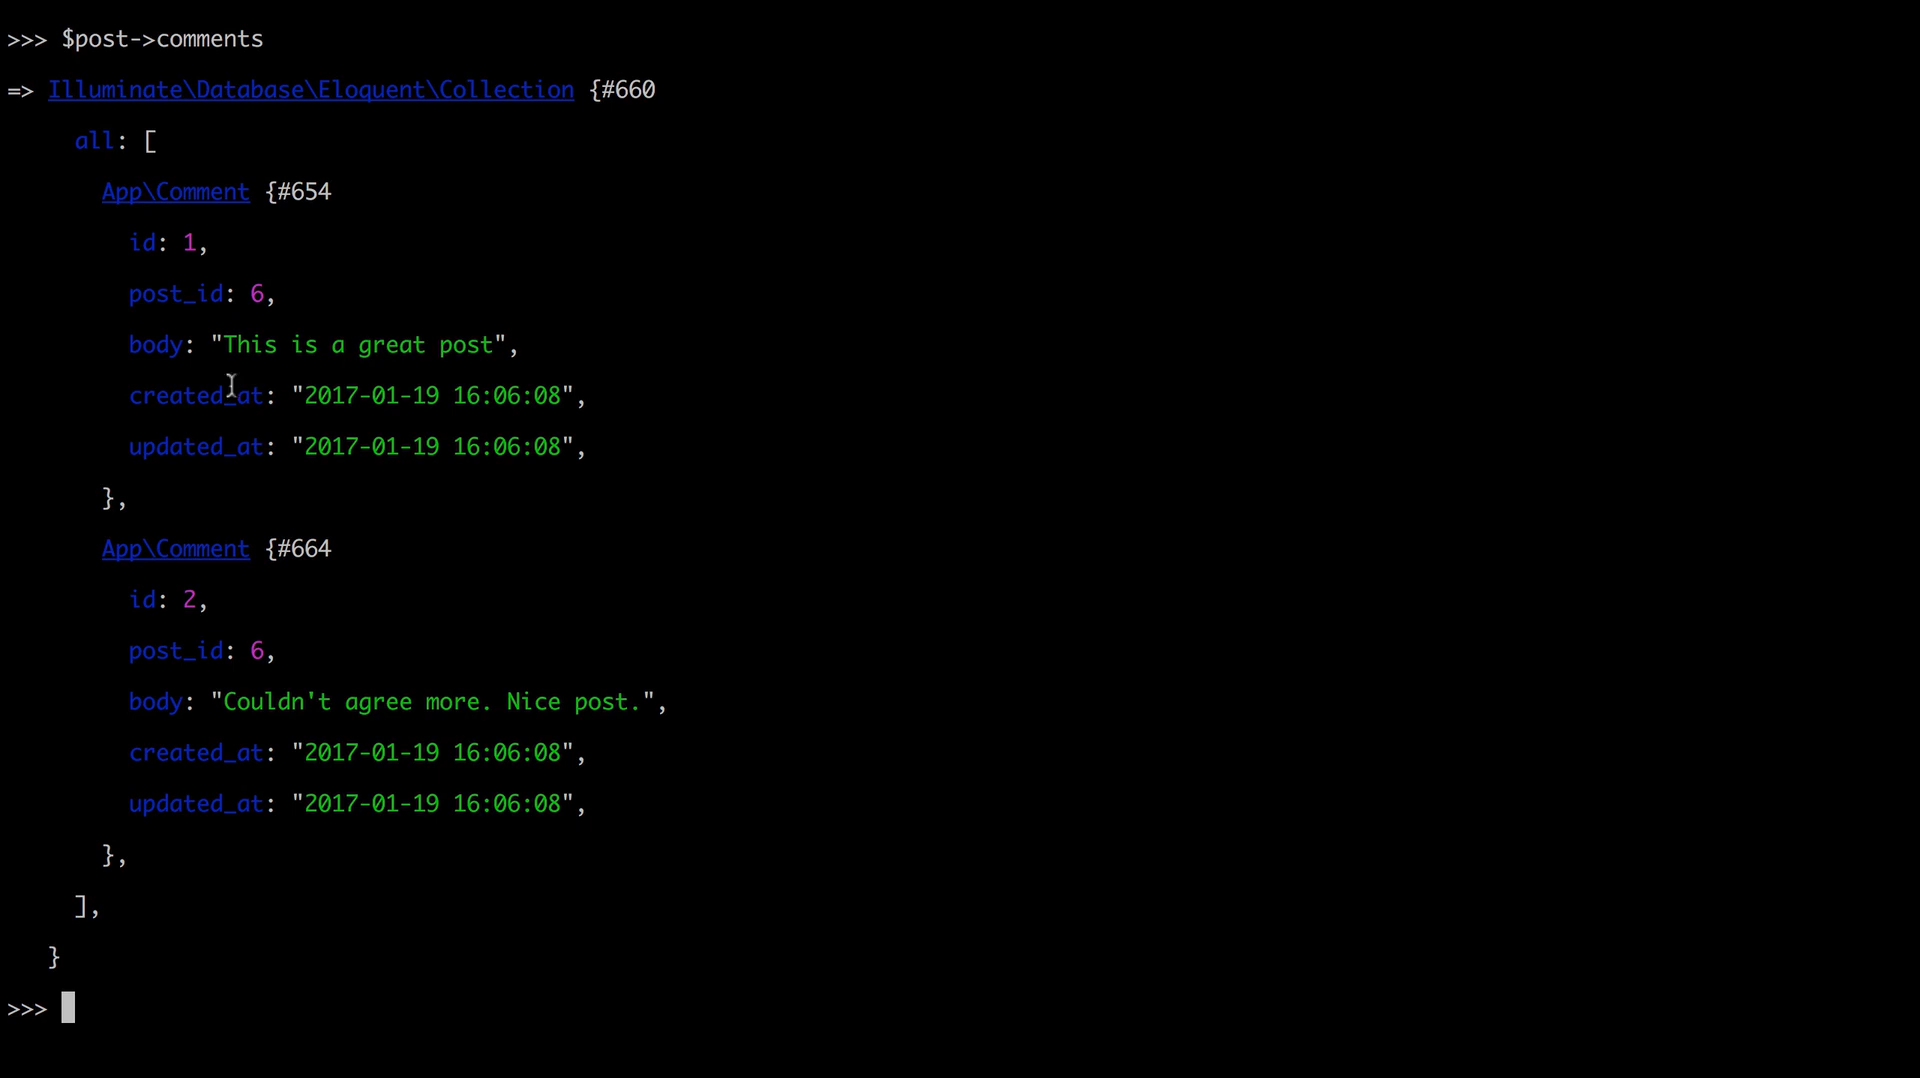 >>> $post->comments
=> Illuminate\Database\Eloquent\Collection {#660
all: [
App\Comment {#654
id: 1,
post_id: 6,
body: "This is a great post",
created_at: "2017-01-19 16:06:08",
updated_at: "2017-01-19 16:06:08",
},
App\Comment {#664
id: 2,
post_id: 6,
body: "Couldn't agree more. Nice post.",
created_at: "2017-01-19 16:06:08",
updated_at: "2017-01-19 16:06:08",
},
],
}
>>>